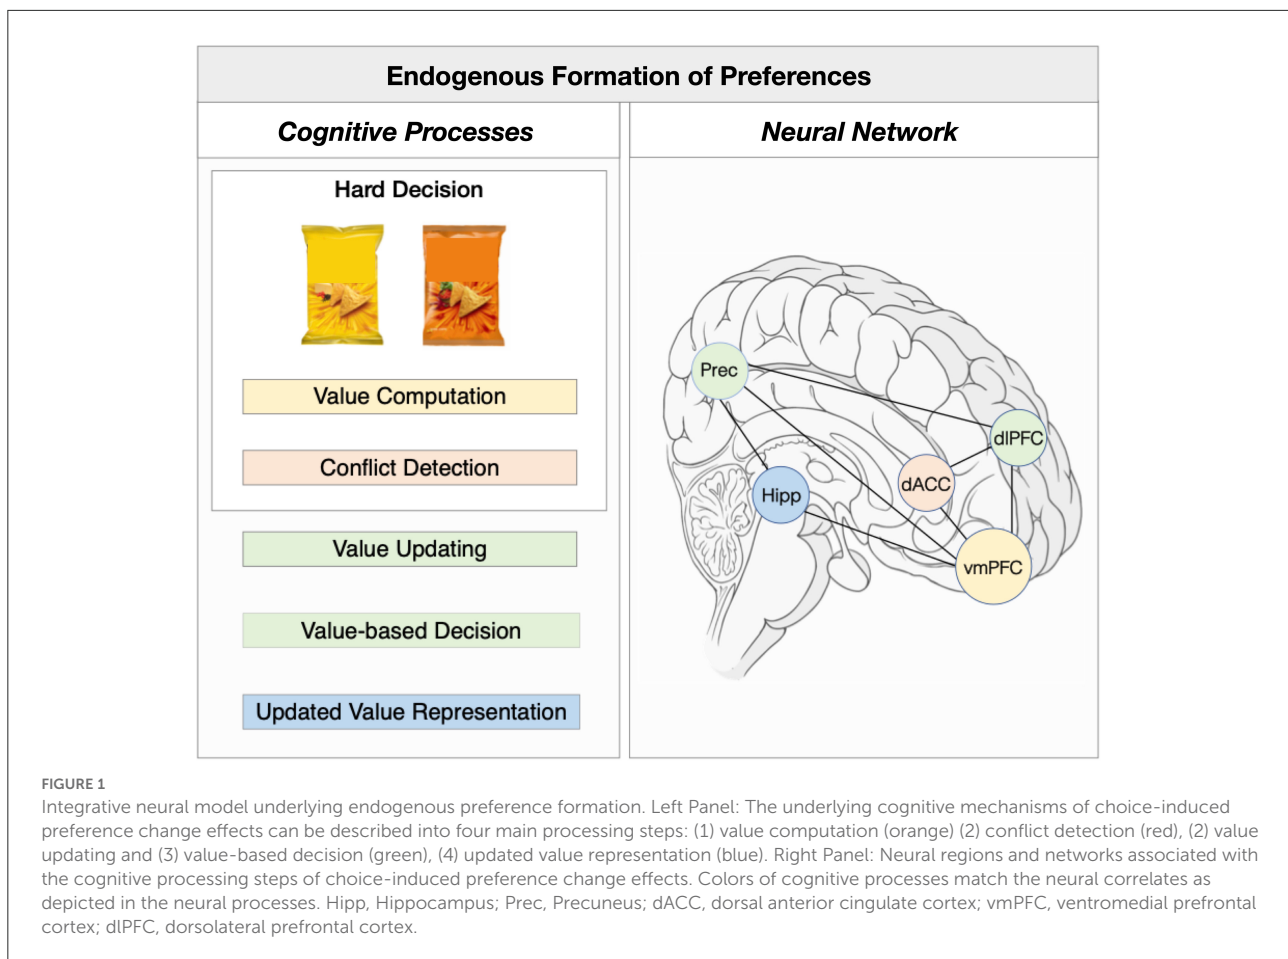 Endogenous Formation of Preferences
Cognitive Processes
Neural Network
Hard Decision
Value Computation
Conflict Detection
Value Updating
Value-based Decision
Updated Value Representation
Prec
dlPFC
dACC
Hipp
vmPFC
FIGURE 1
Integrative neural model underlying endogenous preference formation. Left Panel: The underlying cognitive mechanisms of choice-induced
preference change effects can be described into four main processing steps: (1) value computation (orange) (2) conflict detection (red), (2) value
updating and (3) value-based decision (green), (4) updated value representation (blue). Right Panel: Neural regions and networks associated with
the cognitive processing steps of choice-induced preference change effects. Colors of cognitive processes match the neural correlates as
depicted in the neural processes. Hipp, Hippocampus; Prec, Precuneus; dACC, dorsal anterior cingulate cortex; vmPFC, ventromedial prefrontal
cortex; dlPFC, dorsolateral prefrontal cortex.